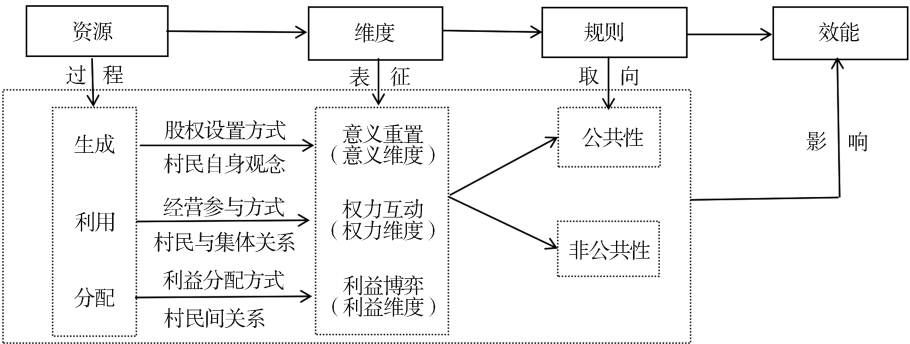 资源
维度
规则
效能
过 程
表 征
取 向
生成
股权设置方式
村民自身观念
意义重置
(意义维度)
公共性
影 响
利用
经营参与方式
村民与集体关系
权力互动
(权力维度)
非公共性
分配
利益分配方式
村民间关系
利益博弈
(利益维度)